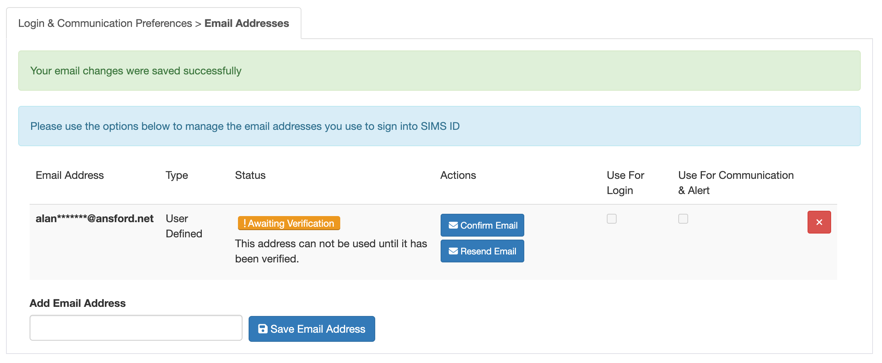 Login & Communication Preferences > Email Addresses
Your email changes were saved successfully
Please use the options below to manage the email addresses you use to sign into SIMS ID
Email Address Type Status Actions Use For Login Use For Communication & Alert
alan*******@ansford.net User Defined ! Awaiting Verification Confirm Email
This address can not be used until it has been verified. Resend Email
Add Email Address
Save Email Address